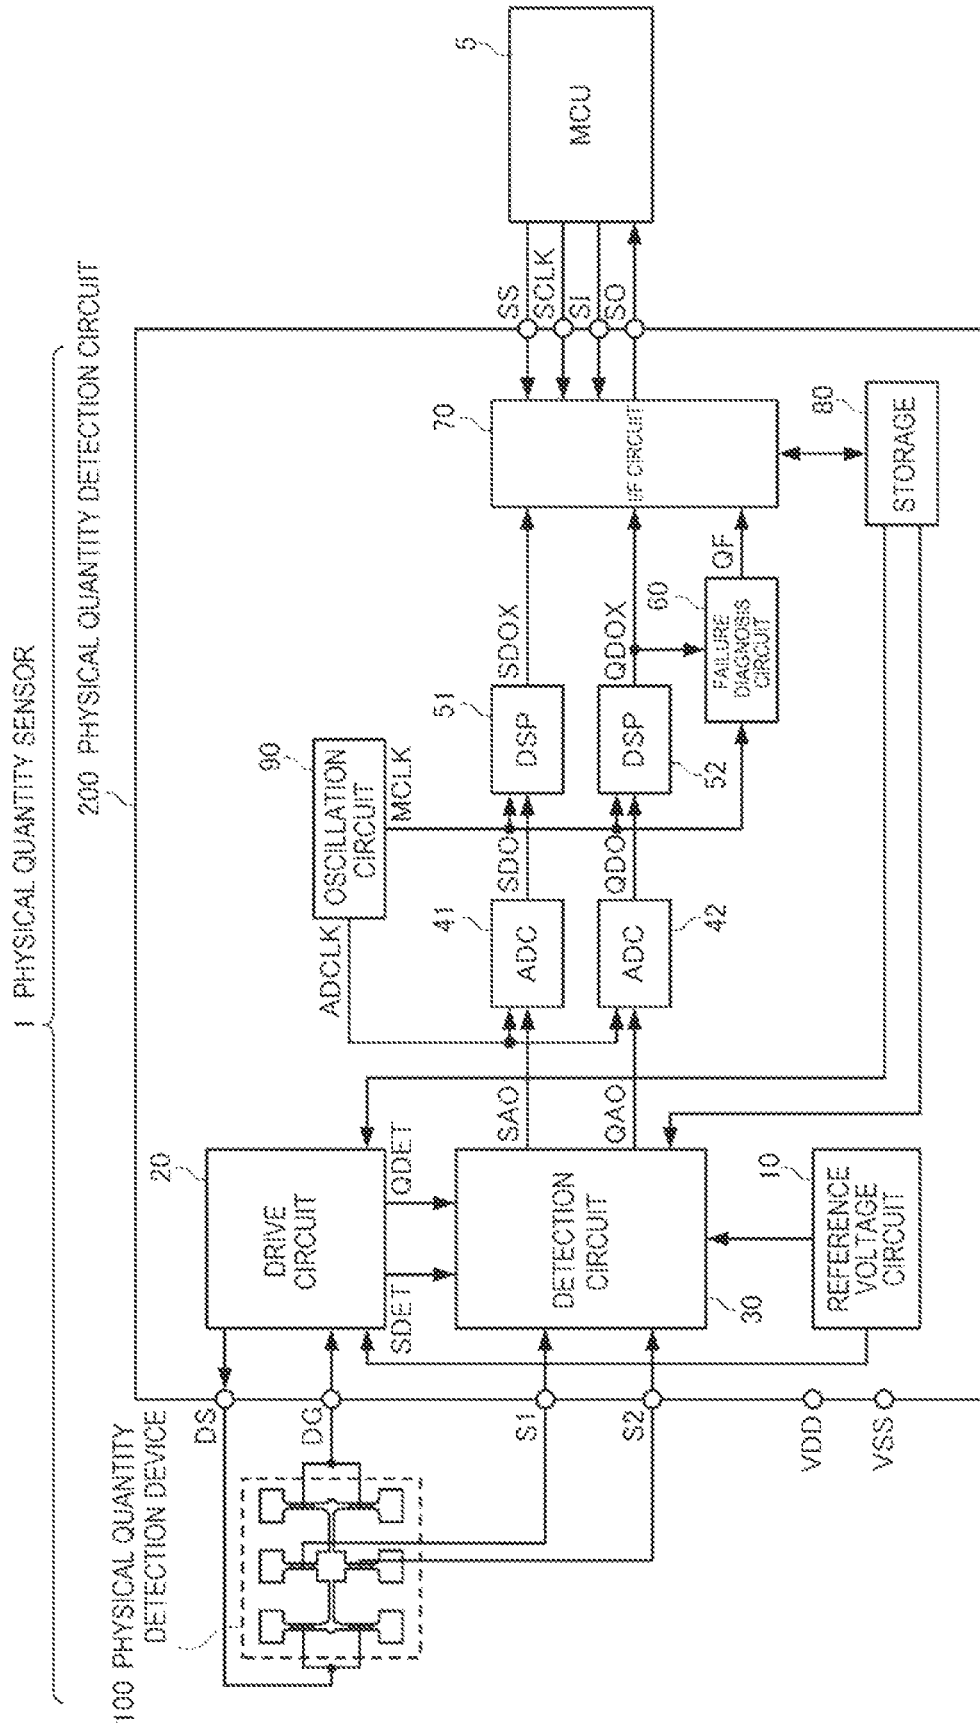 1 PHYSICAL QUANTITY SENSOR
200 PHYSICAL QUANTITY DETECTION CIRCUIT
100 PHYSICAL QUANTITY
DETECTION DEVICE
DS
DG
S1
S2
VDD
VSS
20
DRIVE
CIRCUIT
SDET
QDET
DETECTION
CIRCUIT
30
10
REFERENCE
VOLTAGE
CIRCUIT
SAO
QAO
90
OSCILLATION
CIRCUIT
ADCLK
MCLK
41
ADC
42
ADC
SDO
QDO
51
DSP
52
DSP
SDOX
QDOX
60
FAILURE
DIAGNOSIS
CIRCUIT
QF
70
I/F CIRCUIT
80
STORAGE
SS
SCLK
SI
SO
5
MCU